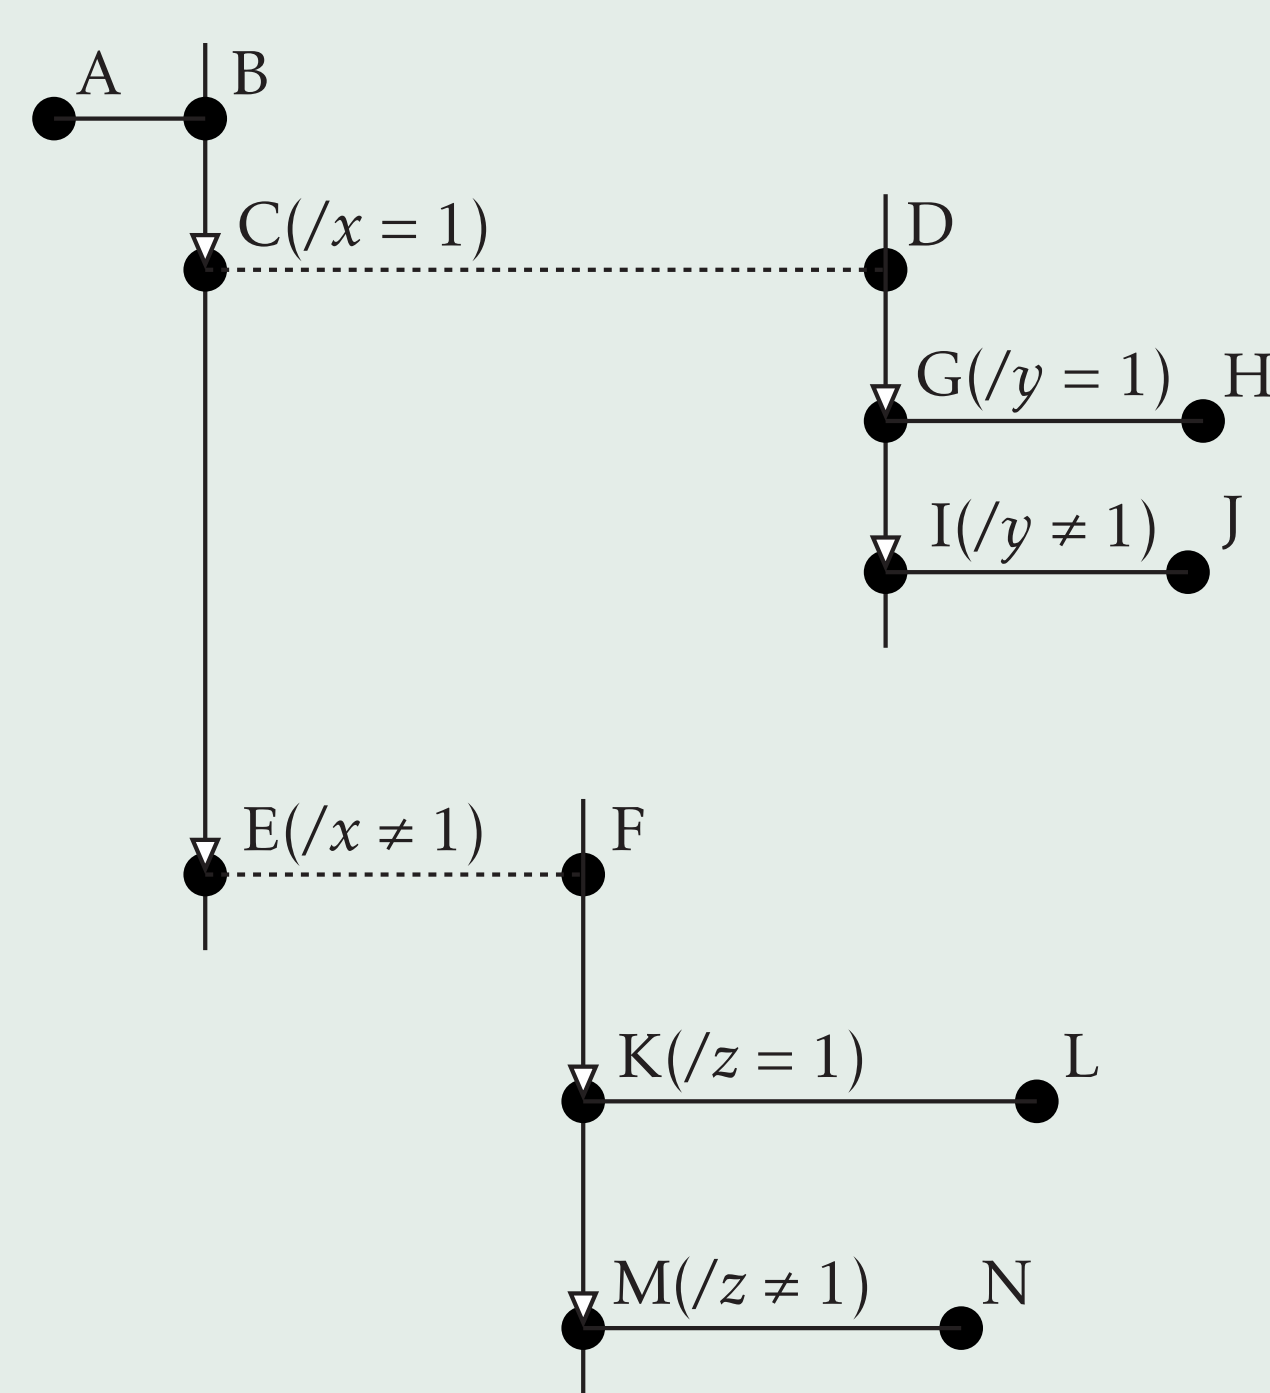 A B
C(/x = 1) D
G(/y = 1) H
I(/y ≠ 1) J
E(/x ≠ 1) F
K(/z = 1) L
M(/z ≠ 1) N